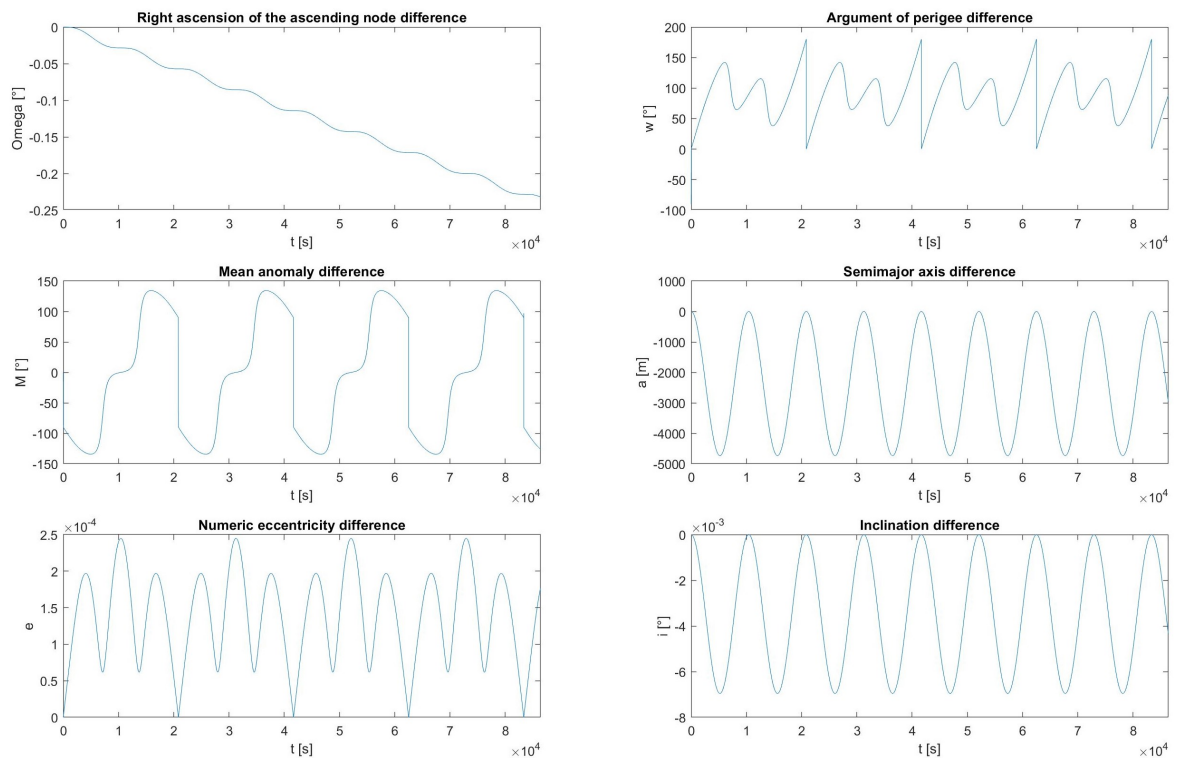 Right ascension of the ascending node difference
0
-0.05
-0.1
-0.15
-0.2
-0.25
Omega [°]
0 1 2 3 4 5 6 7 8
t [s]
×10^4
Argument of perigee difference
200
150
100
50
0
-50
-100
w [°]
0 1 2 3 4 5 6 7 8
t [s]
×10^4
Mean anomaly difference
150
100
50
0
-50
-100
-150
M [°]
0 1 2 3 4 5 6 7 8
t [s]
×10^4
Semimajor axis difference
1000
0
-1000
-2000
-3000
-4000
-5000
a [m]
0 1 2 3 4 5 6 7 8
t [s]
×10^4
Numeric eccentricity difference
×10^-4
2.5
2
1.5
1
0.5
0
e
0 1 2 3 4 5 6 7 8
t [s]
×10^4
Inclination difference
×10^-3
0
-2
-4
-6
-8
i [°]
0 1 2 3 4 5 6 7 8
t [s]
×10^4